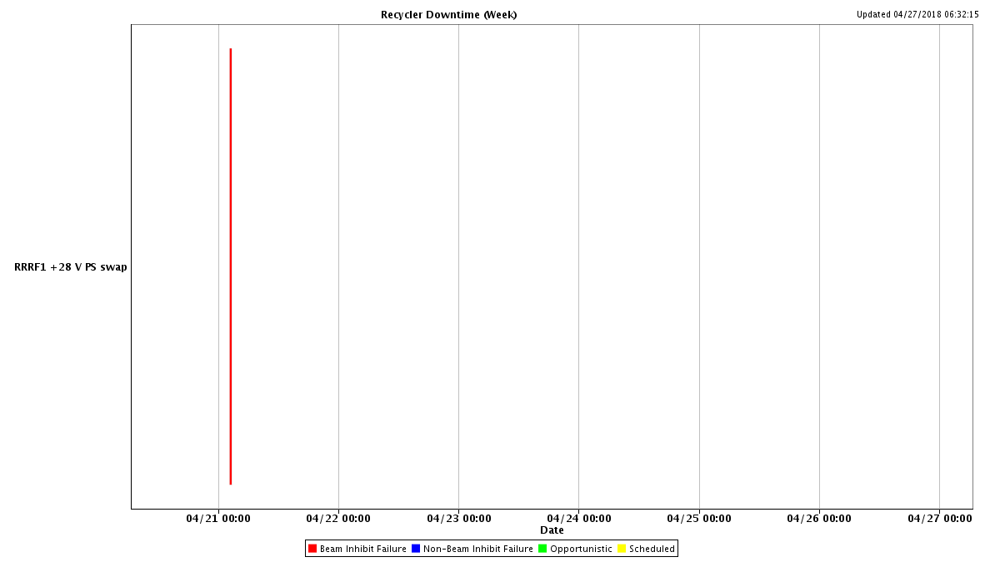 Recycler Downtime (Week)
Updated 04/27/2018 06:32:15
RRRF1 +28 V PS swap
04/21 00:00 04/22 00:00 04/23 00:00 04/24 00:00 04/25 00:00 04/26 00:00 04/27 00:00
Date
Beam Inhibit Failure Non-Beam Inhibit Failure Opportunistic Scheduled